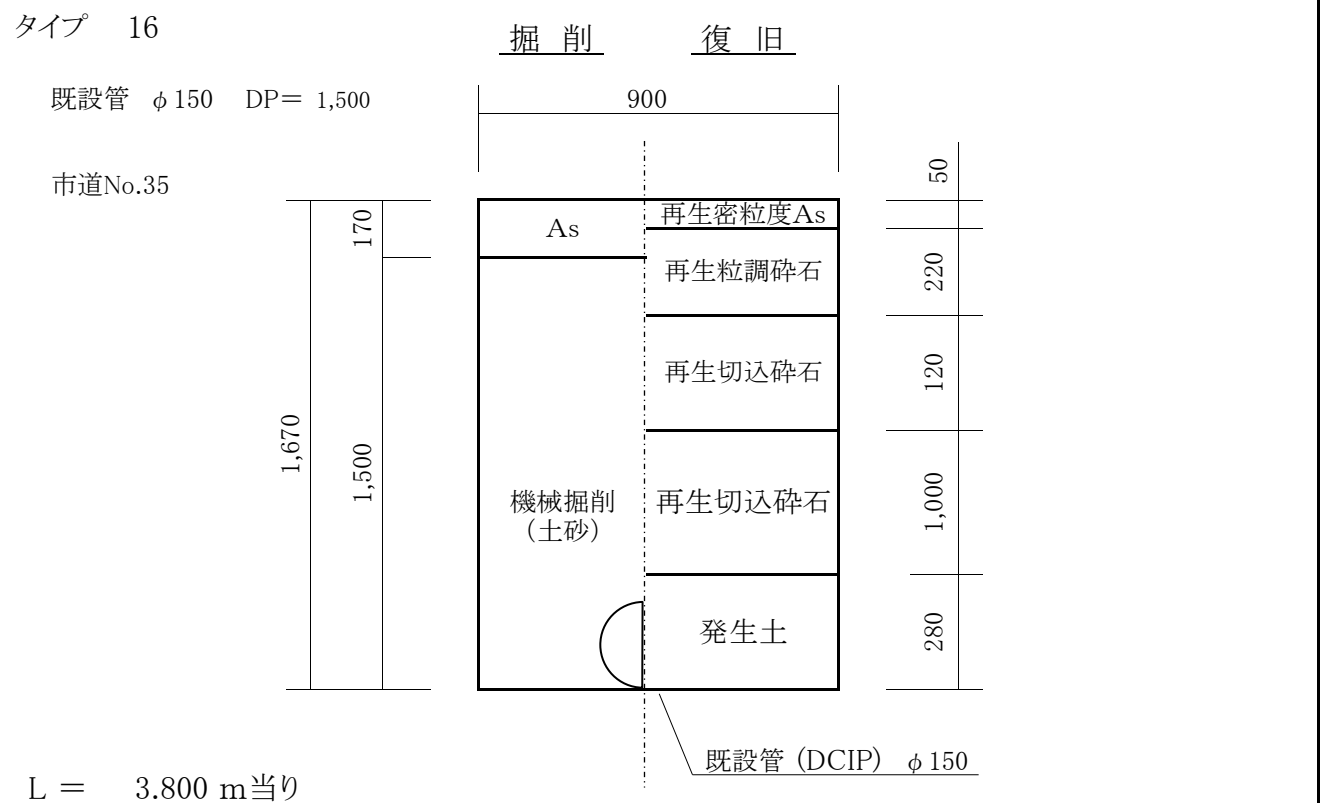 タイプ 16
掘 削 復 旧
既設管 φ150 DP＝ 1,500
900
市道No.35
50
170
As
再生密粒度As
再生粒調砕石
220
再生切込砕石
120
1,670
1,500
機械掘削
（土砂）
再生切込砕石
1,000
発生土
280
既設管 (DCIP) φ150
L ＝ 3.800 m当り